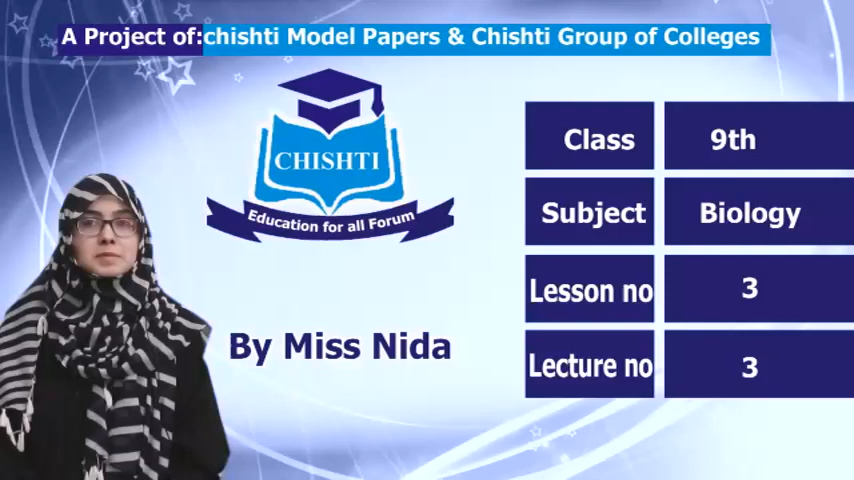 A Project of:chishti Model Papers & Chishti Group of Colleges
CHISHTI
Education for all Forum
By Miss Nida
Class 9th
Subject Biology
Lesson no 3
Lecture no 3